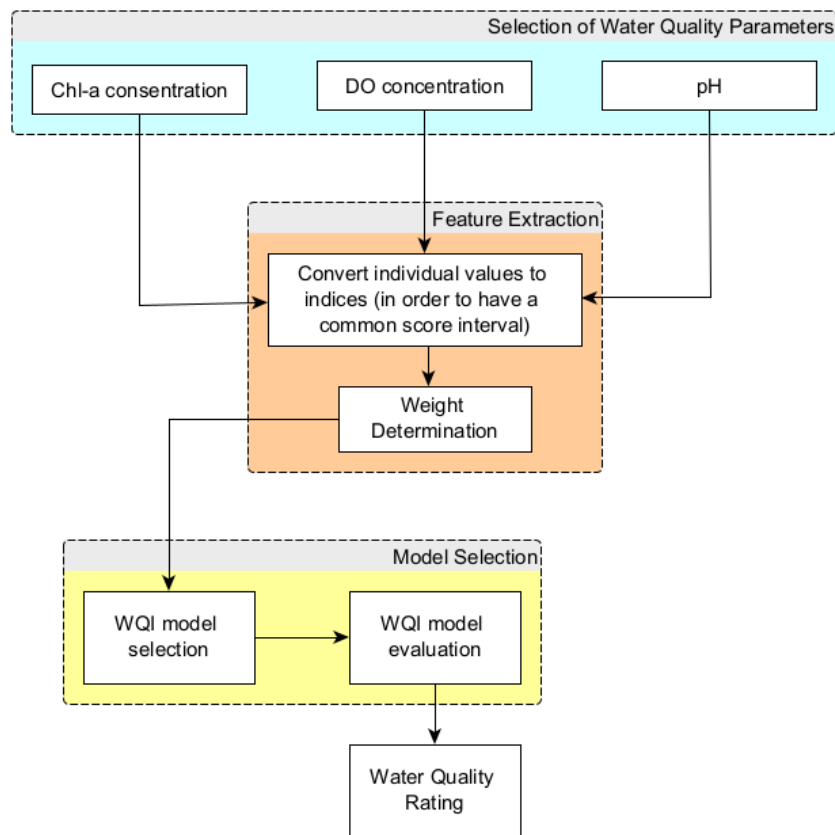 Selection of Water Quality Parameters
Chl-a consentration
DO concentration
pH
Feature Extraction
Convert individual values to
indices (in order to have a
common score interval)
Weight
Determination
Model Selection
WQI model
selection
WQI model
evaluation
Water Quality
Rating